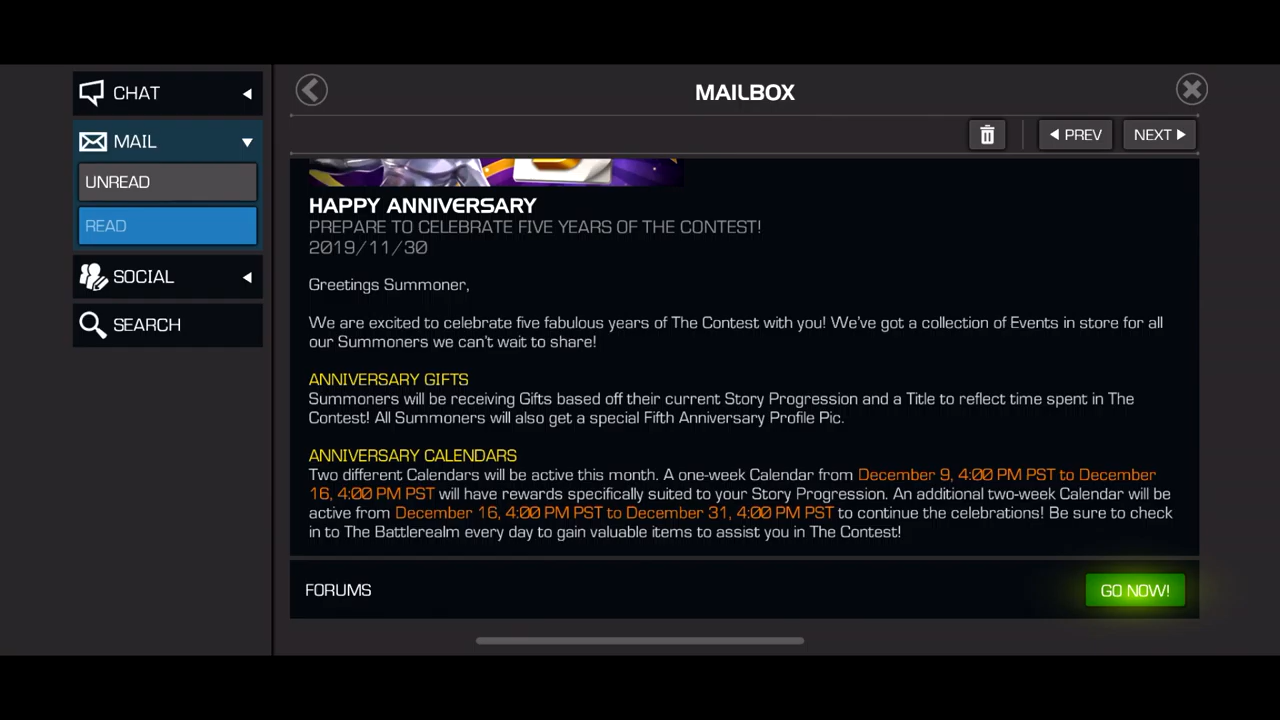 CHAT
MAILBOX
MAIL
PREV
NEXT
UNREAD
READ
SOCIAL
SEARCH
HAPPY ANNIVERSARY
PREPARE TO CELEBRATE FIVE YEARS OF THE CONTEST!
2019/11/30
Greetings Summoner,
We are excited to celebrate five fabulous years of The Contest with you! We've got a collection of Events in store for all
our Summoners we can't wait to share!
ANNIVERSARY GIFTS
Summoners will be receiving Gifts based off their current Story Progression and a Title to reflect time spent in The
Contest! All Summoners will also get a special Fifth Anniversary Profile Pic.
ANNIVERSARY CALENDARS
Two different Calendars will be active this month. A one-week Calendar from December 9, 4:00 PM PST to December
16, 4:00 PM PST will have rewards specifically suited to your Story Progression. An additional two-week Calendar will be
active from December 16, 4:00 PM PST to December 31, 4:00 PM PST to continue the celebrations! Be sure to check
in to The Battlerealm every day to gain valuable items to assist you in The Contest!
FORUMS
GO NOW!